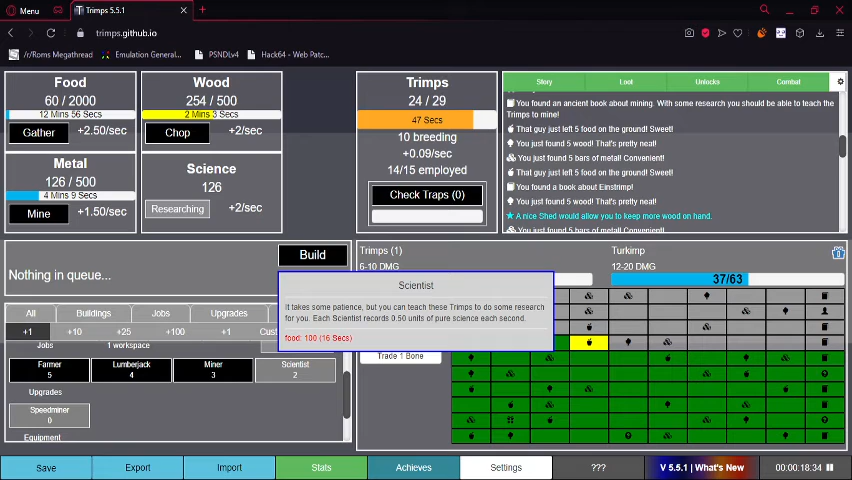 Menu
Trimps 5.5.1
trimps.github.io
/r/Roms Megathread
Emulation General...
PSNDLv4
Hack64 - Web Patc...
Food
60 / 2000
12 Mins 56 Secs
Gather
+2.50/sec
Wood
254 / 500
2 Mins 3 Secs
Chop
+2/sec
Metal
126 / 500
4 Mins 9 Secs
Mine
+1.50/sec
Science
126
Researching
+2/sec
Trimps
24 / 29
47 Secs
10 breeding
+0.09/sec
14/15 employed
Check Traps (0)
Story
Loot
Unlocks
Combat
You found an ancient book about mining. With some research you should be able to teach the
Trimps to mine!
That guy just left 5 food on the ground! Sweet!
You just found 5 wood! That's pretty neat!
You just found 5 bars of metal! Convenient!
That guy just left 5 food on the ground! Sweet!
You found a book about Einstrimp!
You just found 5 wood! That's pretty neat!
A nice Shed would allow you to keep more wood on hand.
You just found 5 bars of metal! Convenient!
Build
Nothing in queue...
Trimps (1)
6-10 DMG
Turkimp
12-20 DMG
37/63
Scientist
It takes some patience, but you can teach these Trimps to do some research
for you. Each Scientist records 0.50 units of pure science each second.
food: 100 (16 Secs)
All
Buildings
Jobs
Upgrades
+1
+10
+25
+100
Cust
Jobs
1 workspace
Farmer
5
Lumberjack
4
Miner
3
Scientist
2
Upgrades
Speedminer
0
Equipment
Trade 1 Bone
Save
Export
Import
Stats
Achieves
Settings
???
V 5.5.1 | What's New
00:00:18:34